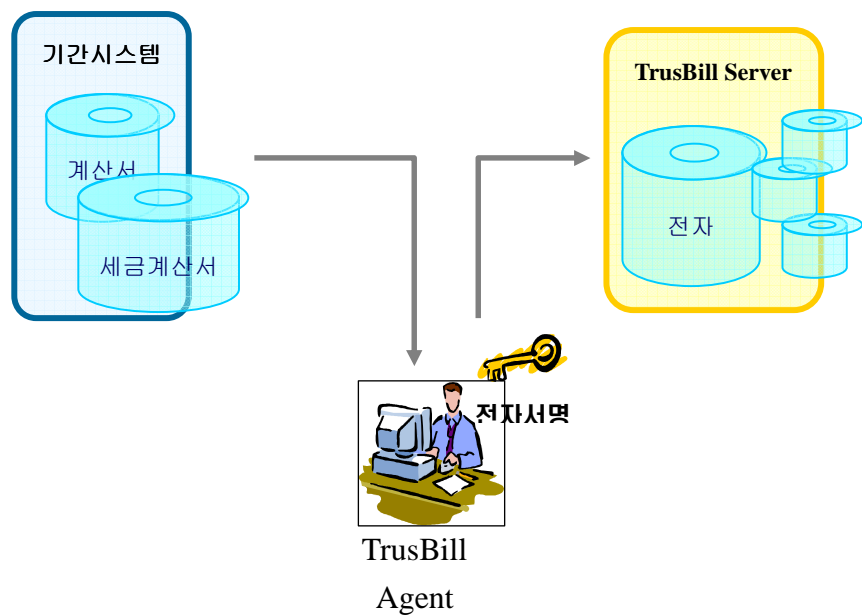 기간시스템
계산서
세금계산서
TrusBill Server
전자
전자서명
TrusBill
Agent